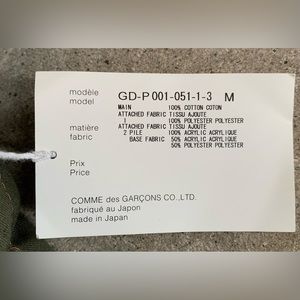 modèle
model
GD-P 001-051-1-3 M
MAIN 100% COTTON COTON
ATTACHED FABRIC TISSU AJOUTE
100% POLYESTER POLYESTER
matière
fabric
ATTACHED FABRIC TISSU AJOUTE
2 PILE 100% ACRYLIC ACRYLIQUE
BASE FABRIC 50% ACRYLIC ACRYLIQUE
50% POLYESTER POLYESTER
Prix
Price
COMME des GARÇONS CO.,LTD.
fabriqué au Japon
made in Japan